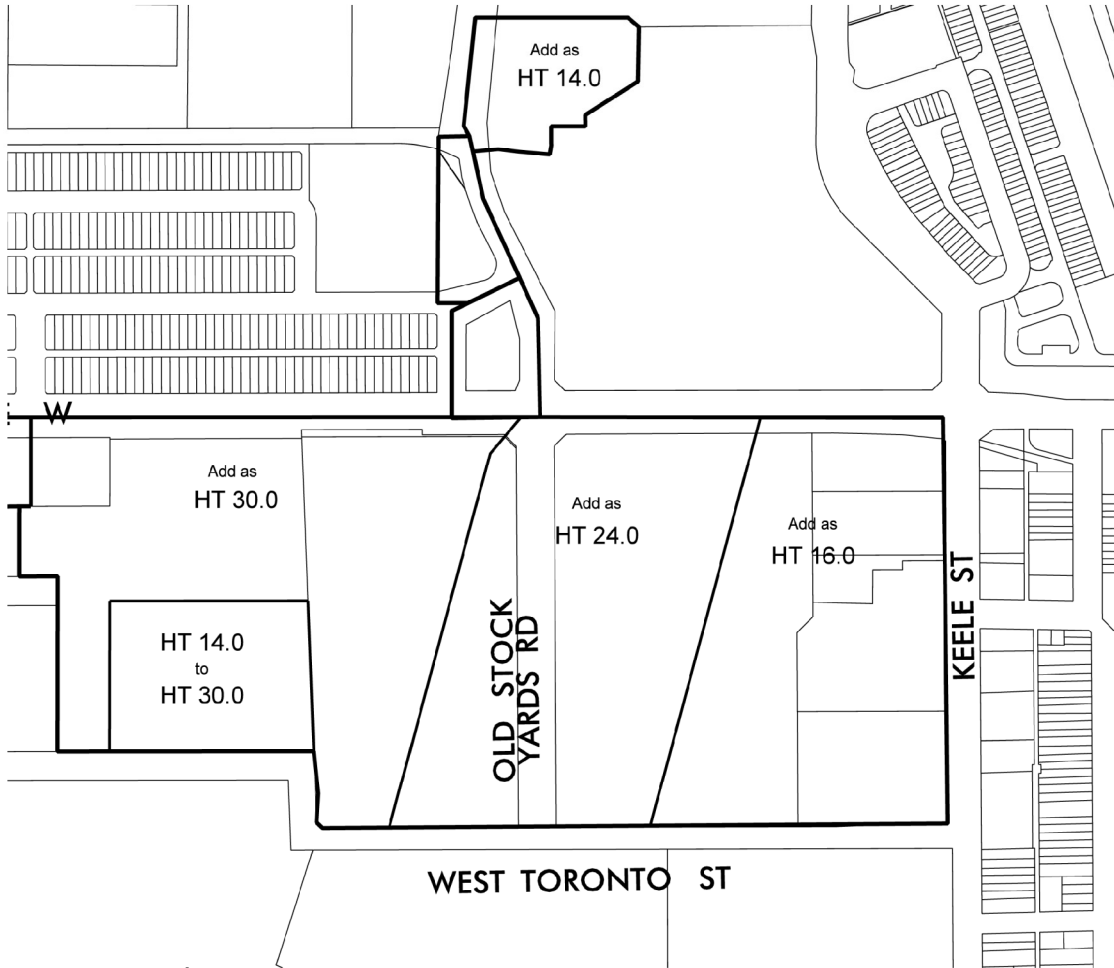 Add as
HT 14.0
W
Add as
HT 30.0
Add as
HT 24.0
Add as
HT 16.0
HT 14.0
to
HT 30.0
OLD STOCK
YARDS RD
KEELE ST
WEST TORONTO ST